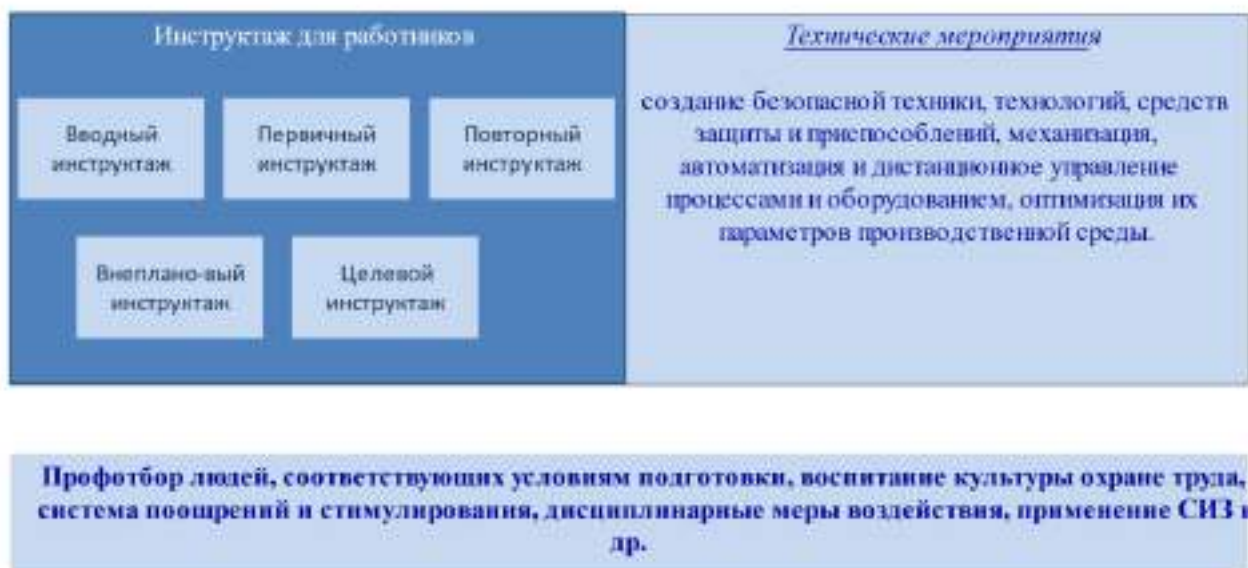 Инструктаж для работников
Вводный
инструктаж
Первичный
инструктаж
Повторный
инструктаж
Внеплано-вый
инструктаж
Целевой
инструктаж
Технические мероприятия
создание безопасной техники, технологий, средств
защиты и приспособлений, механизация,
автоматизация и дистанционное управление
процессами и оборудованием, оптимизация их
параметров производственной среды.
Профотбор людей, соответствующих условиям подготовки, воспитание культуры охране труда,
система поощрений и стимулирования, дисциплинарные меры воздействия, применение СИЗ и
др.